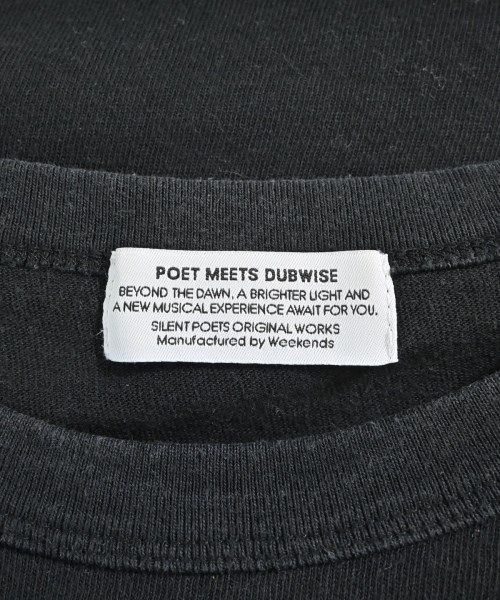 POET MEETS DUBWISE
BEYOND THE DAWN, A BRIGHTER LIGHT AND
A NEW MUSICAL EXPERIENCE AWAIT FOR YOU.
SILENT POETS ORIGINAL WORKS
Manufactured by Weekends